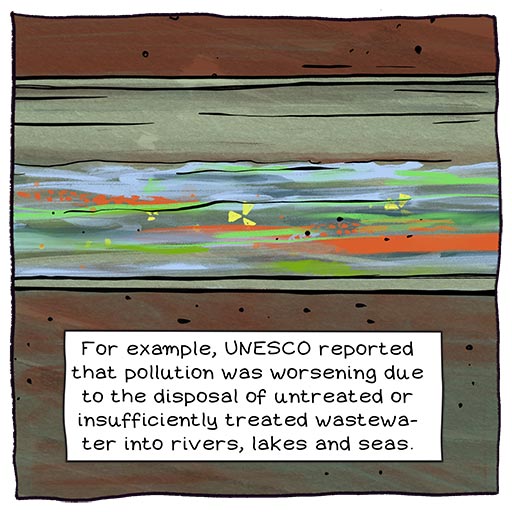 For example, UNESCO reported
that pollution was worsening due
to the disposal of untreated or
insufficiently treated wastewa-
ter into rivers, lakes and seas.